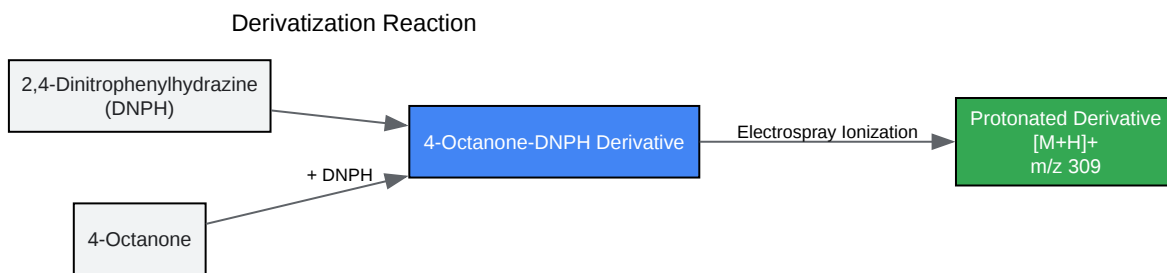 Derivatization Reaction
2,4-Dinitrophenylhydrazine
(DNPH)
+ DNPH
4-Octanone
4-Octanone-DNPH Derivative
Electrospray Ionization
Protonated Derivative
[M+H]+
m/z 309